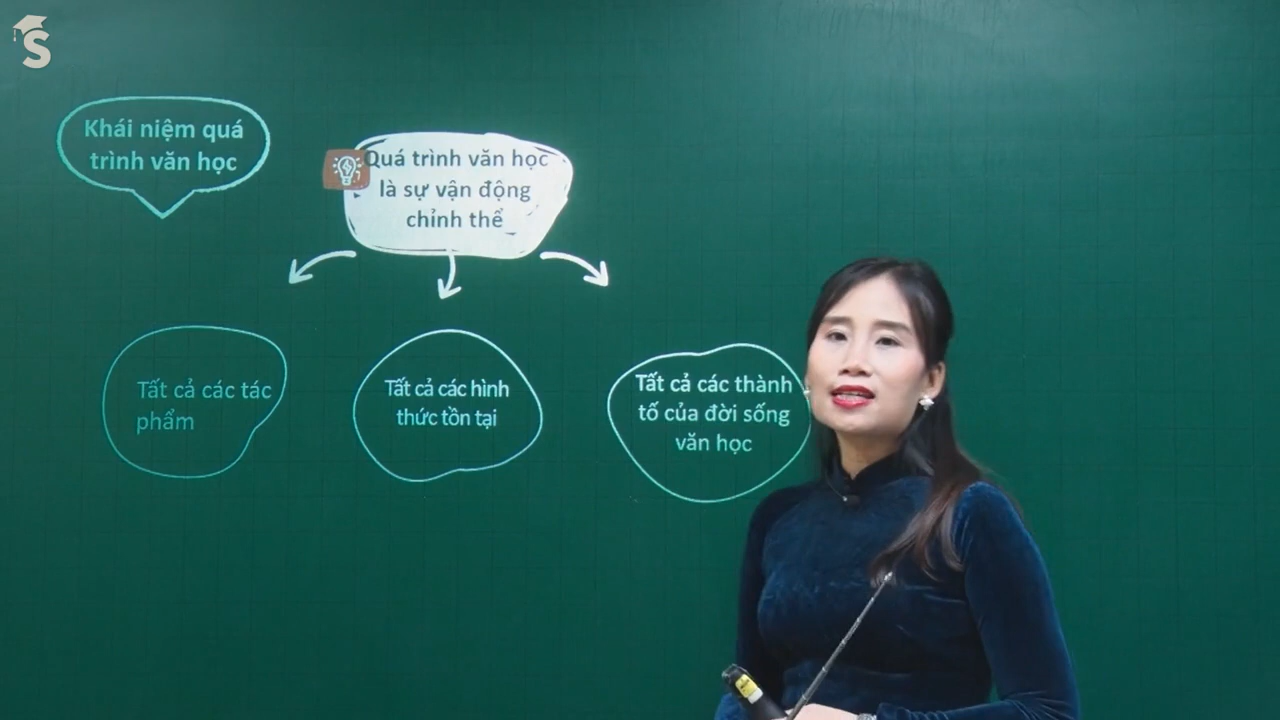 S
Khái niệm quá
trình văn học
Quá trình văn học
là sự vận động
chỉnh thể
Tất cả các tác
phẩm
Tất cả các hình
thức tồn tại
Tất cả các thành
tố của đời sống
văn học